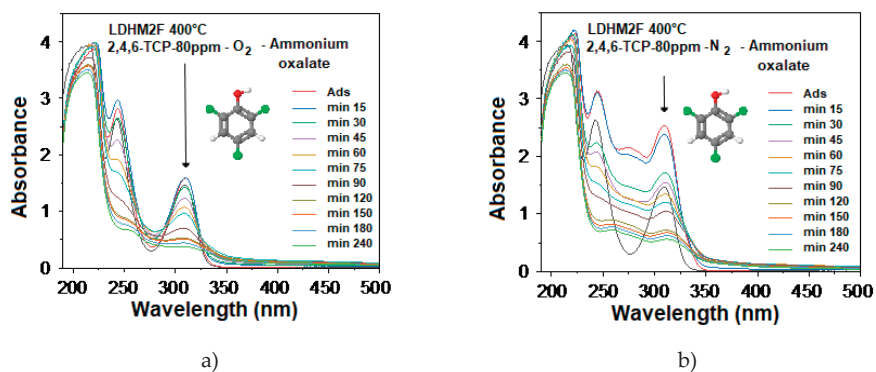 LDHM2F 400°C
2,4,6-TCP-80ppm - O2 - Ammonium
oxalate
Ads
min 15
min 30
min 45
min 60
min 75
min 90
min 120
min 150
min 180
min 240
Absorbance
4
3
2
1
0
200 250 300 350 400 450 500
Wavelength (nm)
a)
LDHM2F 400°C
2,4,6-TCP-80ppm -N 2 - Ammonium
oxalate
Ads
min 15
min 30
min 45
min 60
min 75
min 90
min 120
min 150
min 180
min 240
Absorbance
4
3
2
1
0
200 250 300 350 400 450 500
Wavelength (nm)
b)